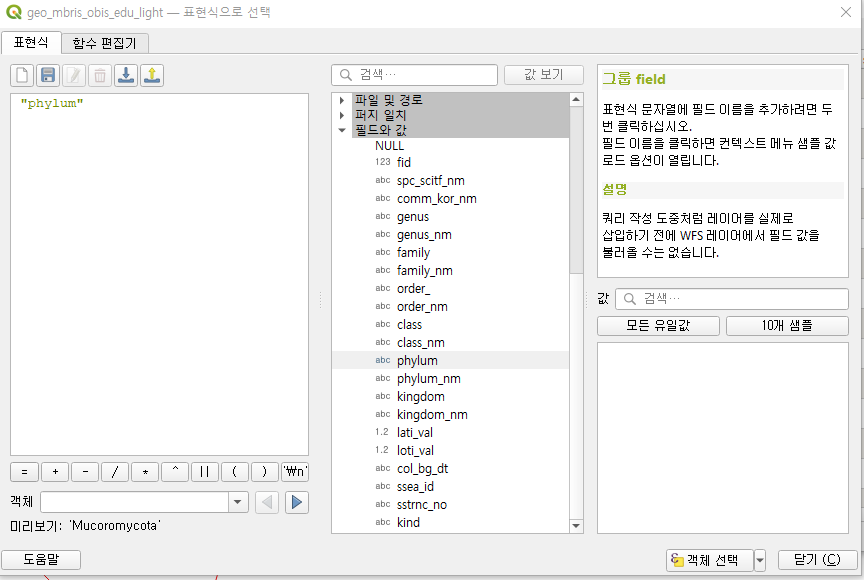 geo_mbris_obis_edu_light — 표현식으로 선택
표현식
함수 편집기
"phylum"
= + - / * ^ || ( ) '₩n'
객체
미리보기: 'Mucoromycota'
도움말
검색…
값 보기
파일 및 경로
퍼지 일치
필드와 값
NULL
123 fid
abc spc_scitf_nm
abc comm_kor_nm
abc genus
abc genus_nm
abc family
abc family_nm
abc order_
abc order_nm
abc class
abc class_nm
abc phylum
abc phylum_nm
abc kingdom
abc kingdom_nm
1.2 lati_val
1.2 loti_val
abc col_bg_dt
abc ssea_id
abc sstrnc_no
abc kind
그룹 field
표현식 문자열에 필드 이름을 추가하려면 두
번 클릭하십시오.
필드 이름을 클릭하면 컨텍스트 메뉴 샘플 값
로드 옵션이 열립니다.
설명
쿼리 작성 도중처럼 레이어를 실제로
삽입하기 전에 WFS 레이어에서 필드 값을
불러올 수는 없습니다.
값 검색…
모든 유일값
10개 샘플
객체 선택
닫기 (C)